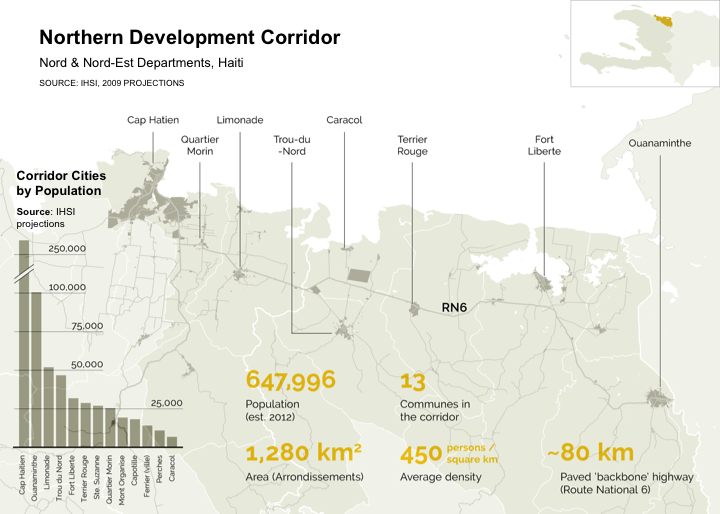 Northern Development Corridor
Nord & Nord-Est Departments, Haiti
SOURCE: IHSI, 2009 PROJECTIONS
Cap Hatien
Limonade
Caracol
Quartier
Morin
Trou-du
-Nord
Terrier
Rouge
Fort
Liberte
Ouanaminthe
Corridor Cities
by Population
Source: IHSI
projections
250,000
100,000
75,000
50,000
25,000
RN6
647,996
Population
(est. 2012)
13
Communes in
the corridor
1,280 km²
Area (Arrondissements)
450 persons /
square km
Average density
~80 km
Paved 'backbone' highway
(Route National 6)
Cap Haitien
Ouanaminthe
Limonade
Trou du Nord
Fort Liberte
Terrier Rouge
Ste. Suzanne
Quartier Morin
Mont Organise
Capotille
Ferrier (ville)
Perches
Caracol